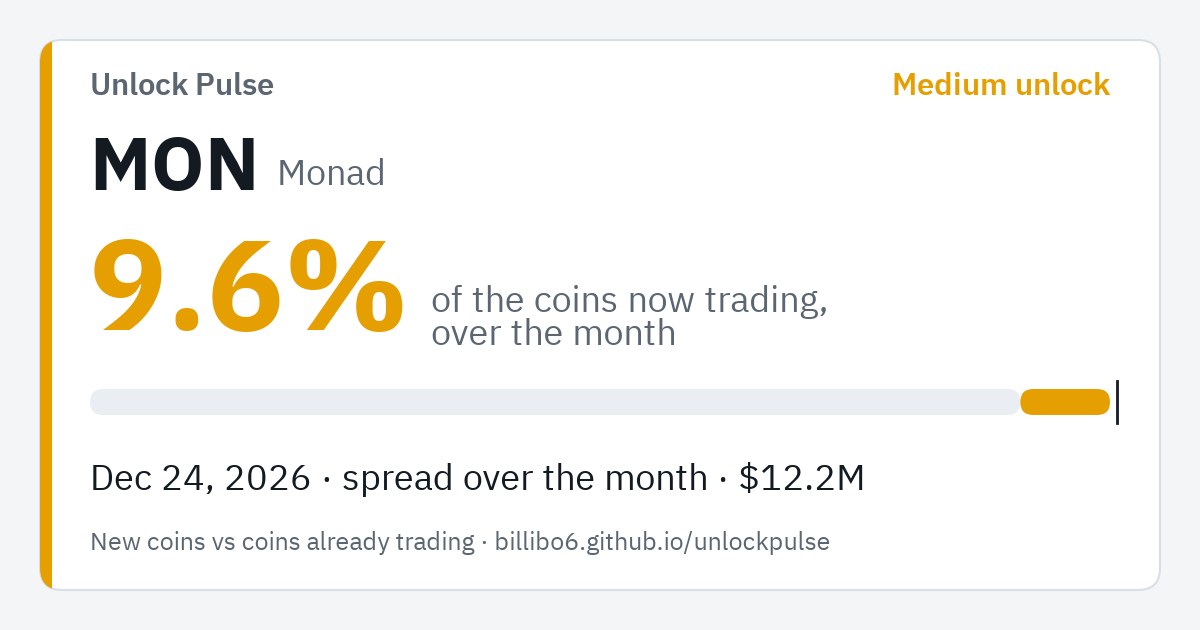 Unlock Pulse
Medium unlock
MON Monad
9.6% of the coins now trading,
over the month
Dec 24, 2026 · spread over the month · $12.2M
New coins vs coins already trading · billibo6.github.io/unlockpulse